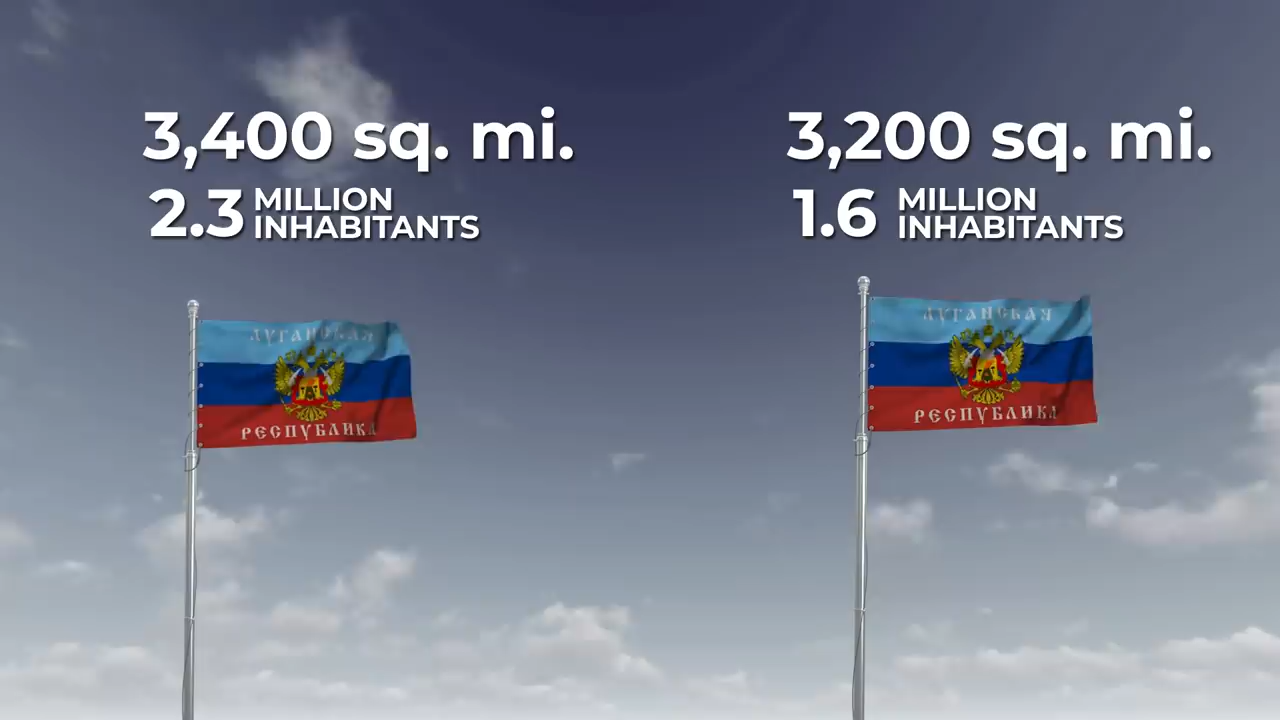 3,400 sq. mi.
2.3 MILLION
INHABITANTS
3,200 sq. mi.
1.6 MILLION
INHABITANTS
ЛУГАНСКАЯ
РЕСПУБЛИКА
ЛУГАНСКАЯ
РЕСПУБЛИКА